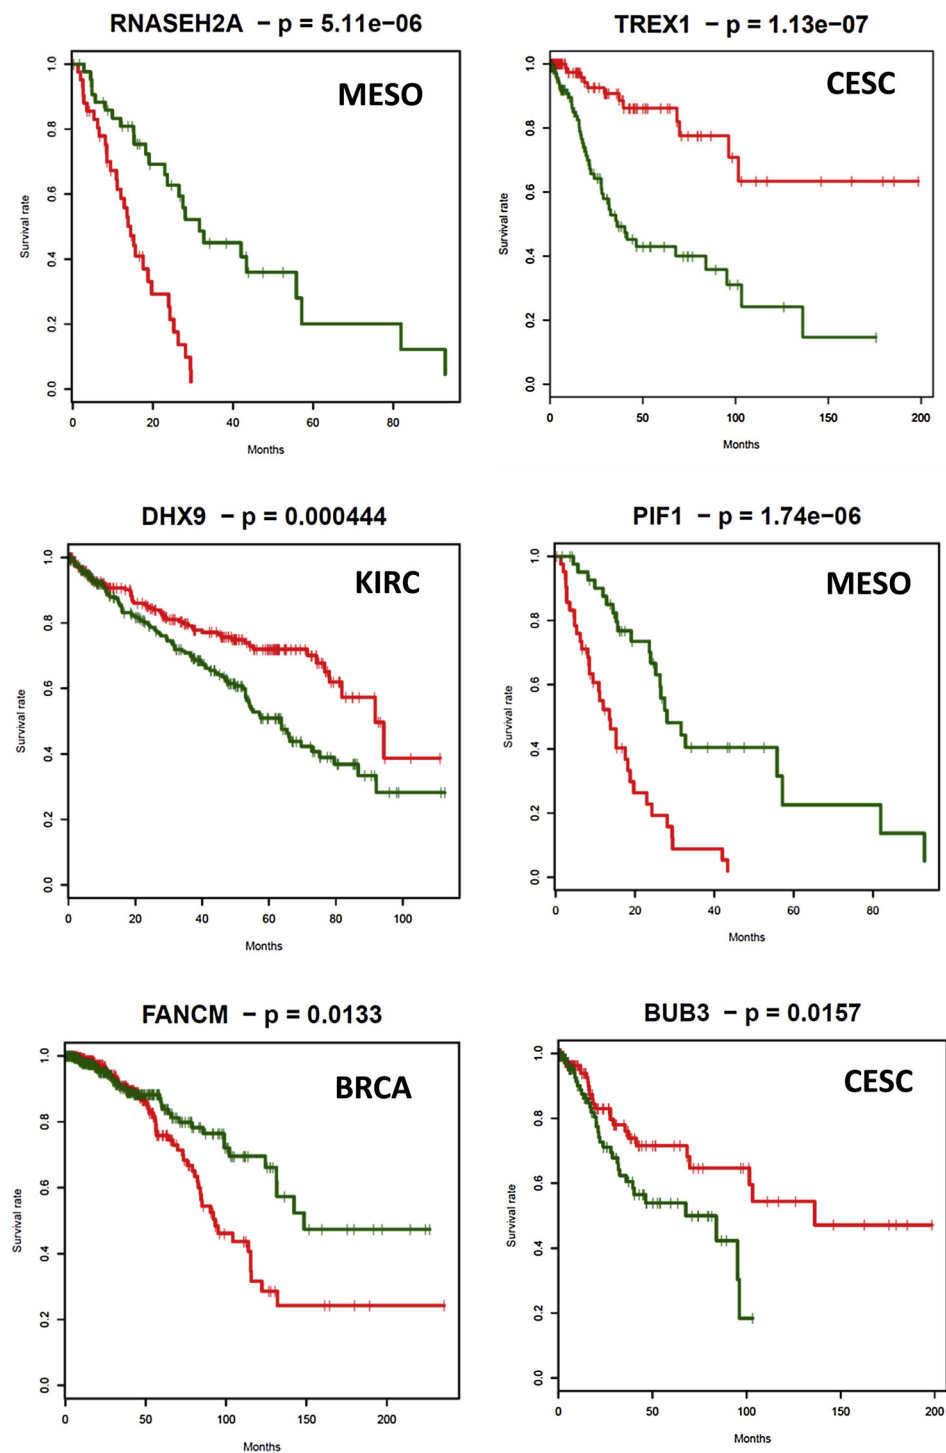 RNASEH2A – p = 5.11e−06
MESO
Survival rate
0.0 0.2 0.4 0.6 0.8 1.0
0 20 40 60 80
Months
TREX1 – p = 1.13e−07
CESC
Survival rate
0.0 0.2 0.4 0.6 0.8 1.0
0 50 100 150 200
Months
DHX9 – p = 0.000444
KIRC
Survival rate
0.0 0.2 0.4 0.6 0.8 1.0
0 20 40 60 80 100
Months
PIF1 – p = 1.74e−06
MESO
Survival rate
0.0 0.2 0.4 0.6 0.8 1.0
0 20 40 60 80
Months
FANCM – p = 0.0133
BRCA
Survival rate
0.0 0.2 0.4 0.6 0.8 1.0
0 50 100 150 200
Months
BUB3 – p = 0.0157
CESC
Survival rate
0.0 0.2 0.4 0.6 0.8 1.0
0 50 100 150 200
Months